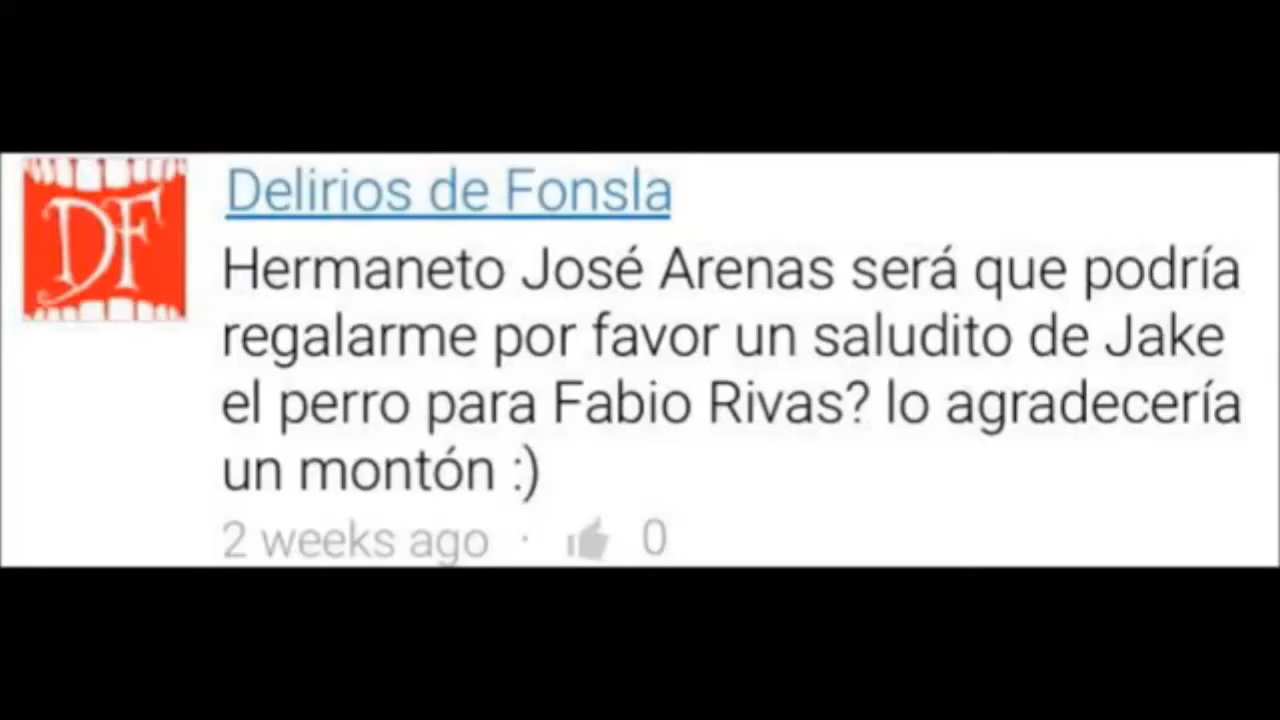 DF
Delirios de Fonsla
Hermaneto José Arenas será que podría
regalarme por favor un saludito de Jake
el perro para Fabio Rivas? lo agradecería
un montón :)
2 weeks ago · 0